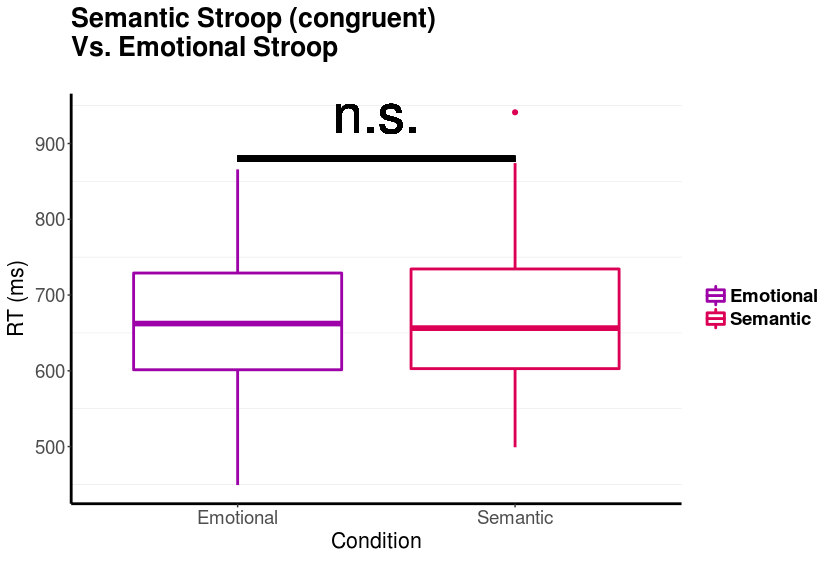 Semantic Stroop (congruent)
Vs. Emotional Stroop
n.s.
900
800
700
600
500
RT (ms)
Emotional
Semantic
Condition
Emotional
Semantic